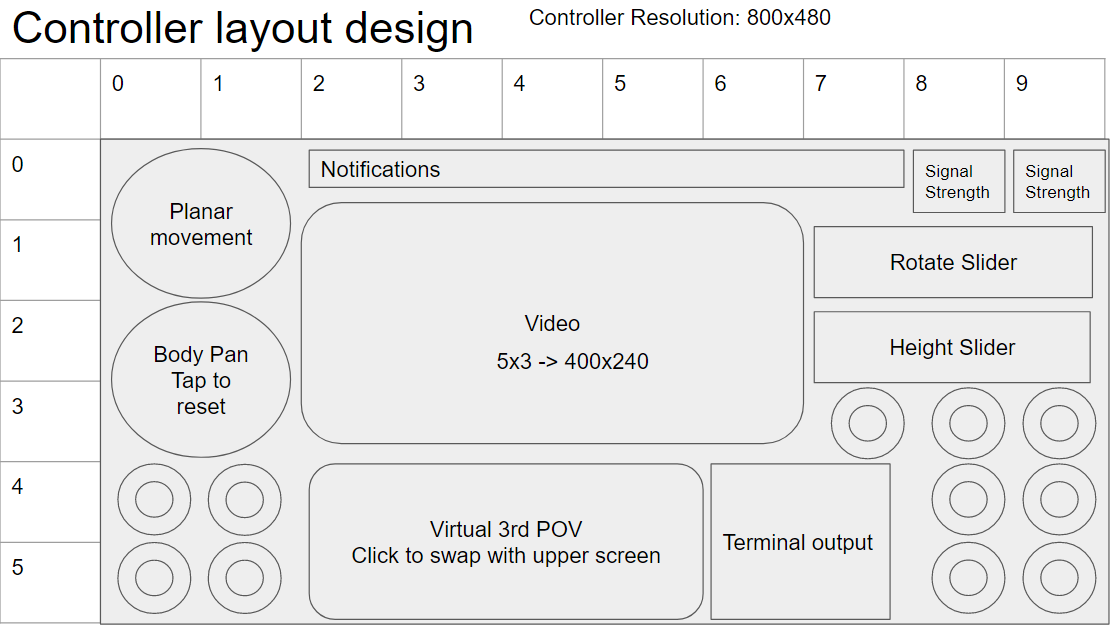 Controller layout design
Controller Resolution: 800x480
0 1 2 3 4 5 6 7 8 9
0
Notifications
Signal
Strength
Signal
Strength
Planar
movement
1
Rotate Slider
2
Video
5x3 -> 400x240
Height Slider
Body Pan
Tap to
reset
3
4
Virtual 3rd POV
Click to swap with upper screen
Terminal output
5